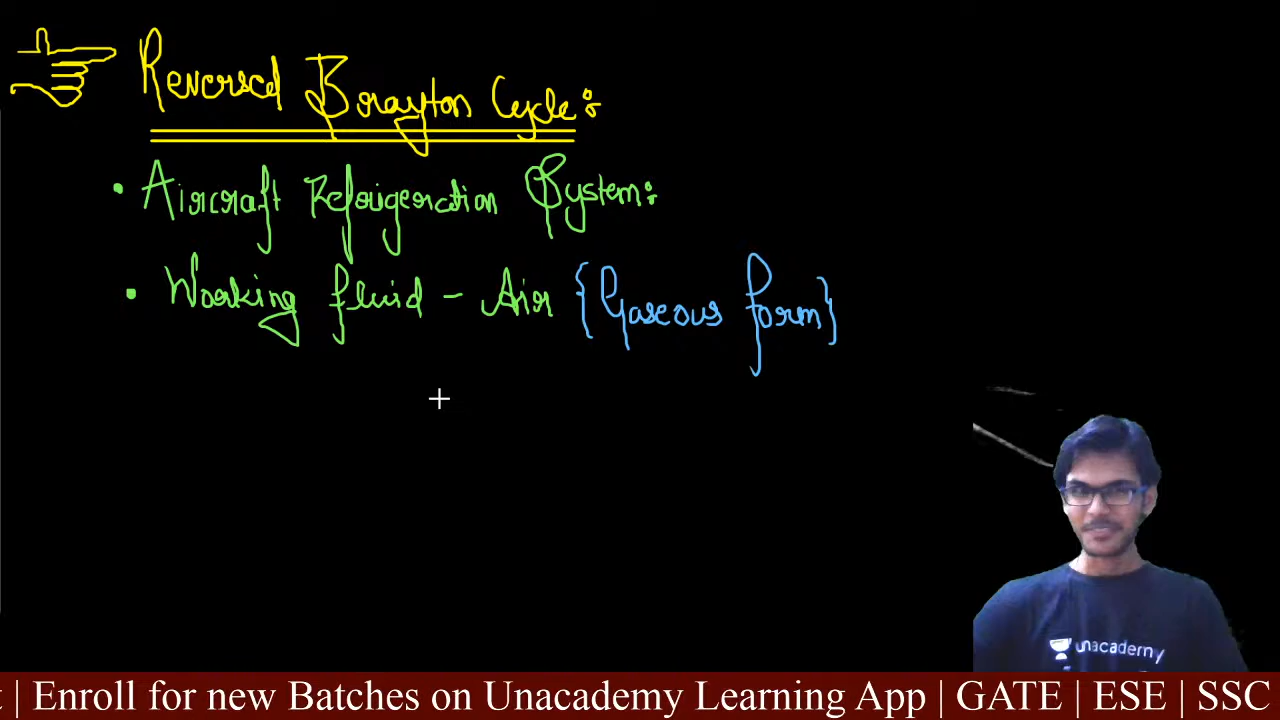 Reversed Brayton Cycle:
• Aircraft Refrigeration System:
• Working fluid - Air {Gaseous form}
unacademy
t | Enroll for new Batches on Unacademy Learning App | GATE | ESE | SSC